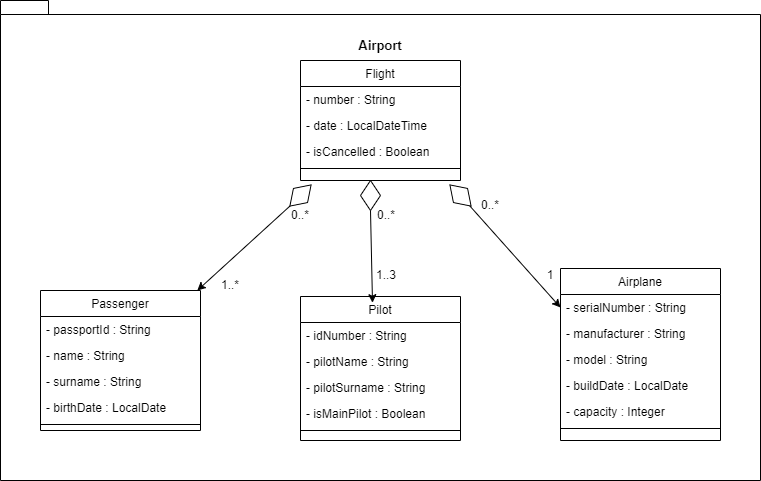 Airport
Flight
- number : String
- date : LocalDateTime
- isCancelled : Boolean
0..*
0..*
0..*
1..*
1..3
1
Passenger
- passportId : String
- name : String
- surname : String
- birthDate : LocalDate
Pilot
- idNumber : String
- pilotName : String
- pilotSurname : String
- isMainPilot : Boolean
Airplane
- serialNumber : String
- manufacturer : String
- model : String
- buildDate : LocalDate
- capacity : Integer